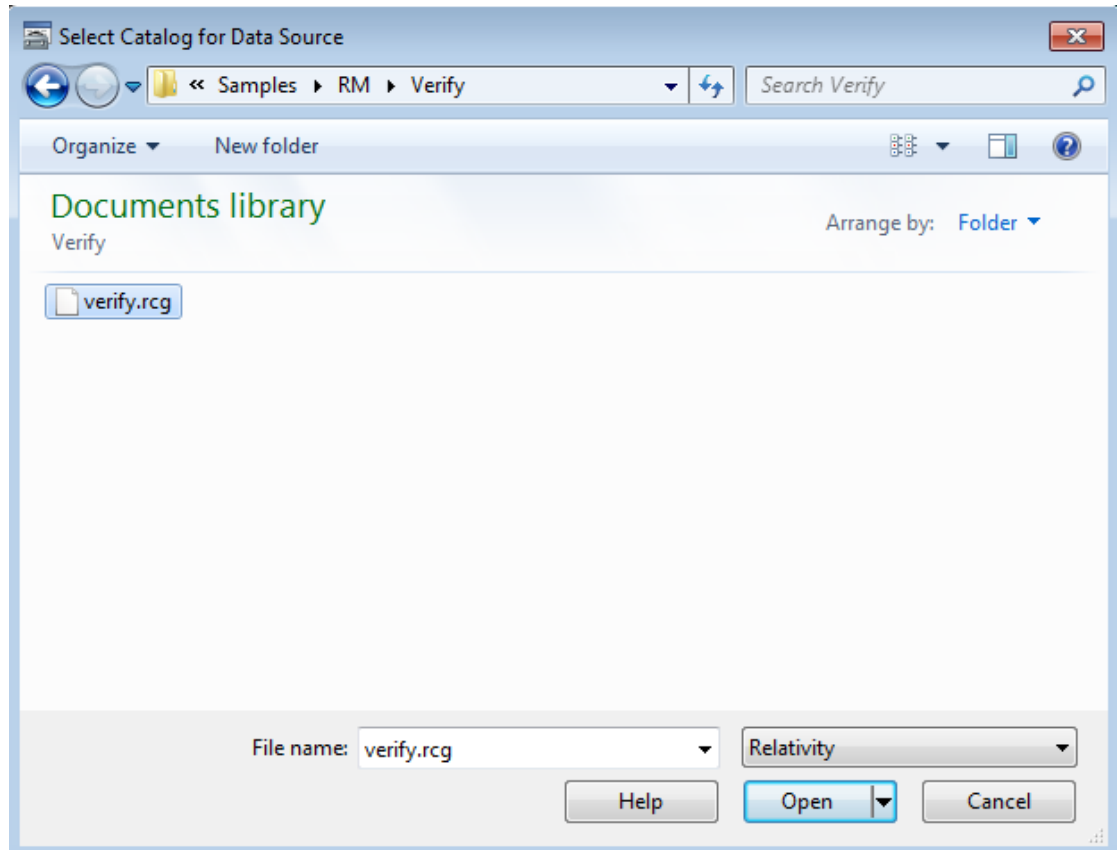 Select Catalog for Data Source
« Samples ▸ RM ▸ Verify
Search Verify
Organize
New folder
Documents library
Verify
Arrange by: Folder
verify.rcg
File name: verify.rcg
Relativity
Help
Open
Cancel